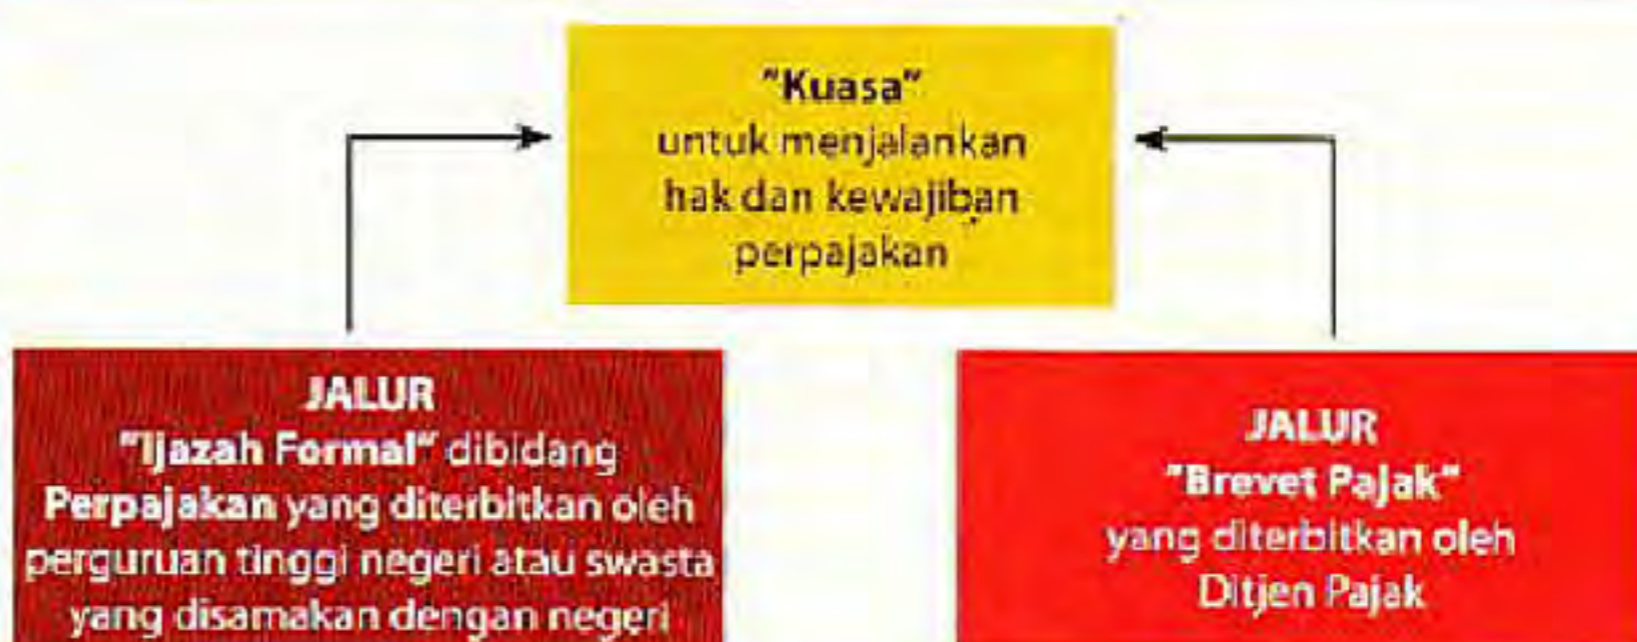 "Kuasa"
untuk menjalankan
hak dan kewajiban
perpajakan
JALUR
"Ijazah Formal" dibidang
Perpajakan yang diterbitkan oleh
perguruan tinggi negeri atau swasta
yang disamakan dengan negeri
JALUR
"Brevet Pajak"
yang diterbitkan oleh
Ditjen Pajak